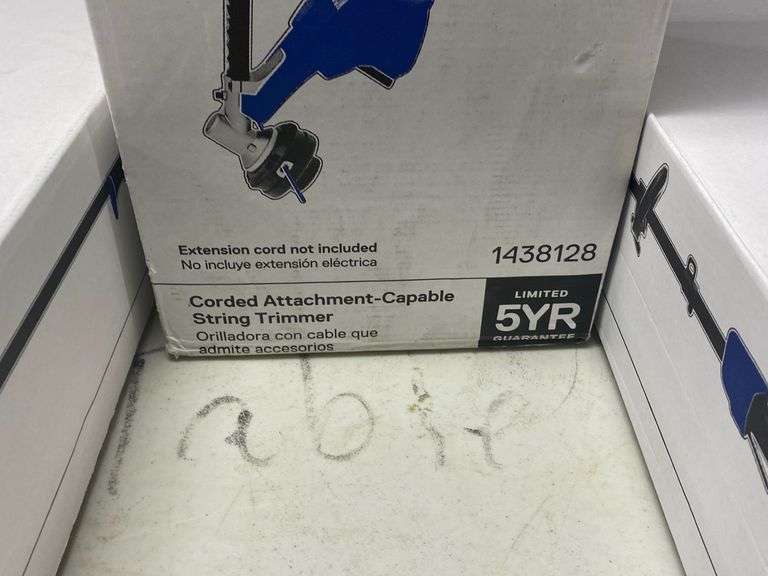 Extension cord not included
No incluye extensión eléctrica
1438128
Corded Attachment-Capable
String Trimmer
Orilladora con cable que
admite accesorios
LIMITED
5YR
GUARANTEE